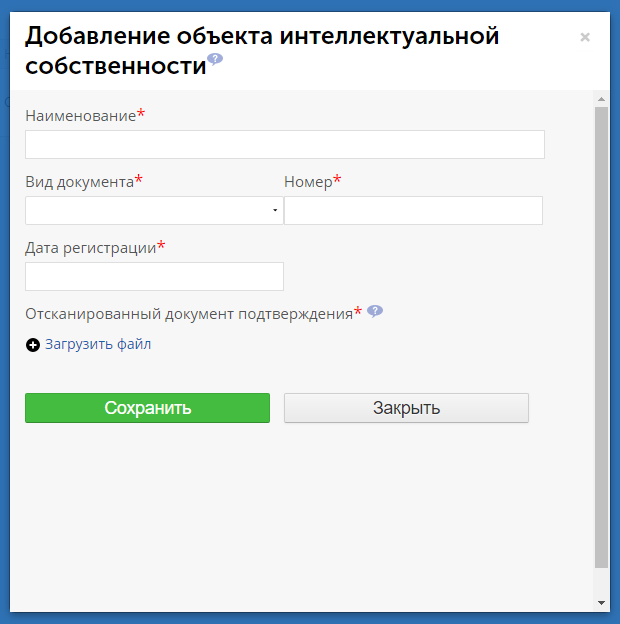 Добавление объекта интеллектуальной
собственности?
×
Наименование*
Вид документа* Номер*
Дата регистрации*
Отсканированный документ подтверждения* ?
Загрузить файл
Сохранить Закрыть